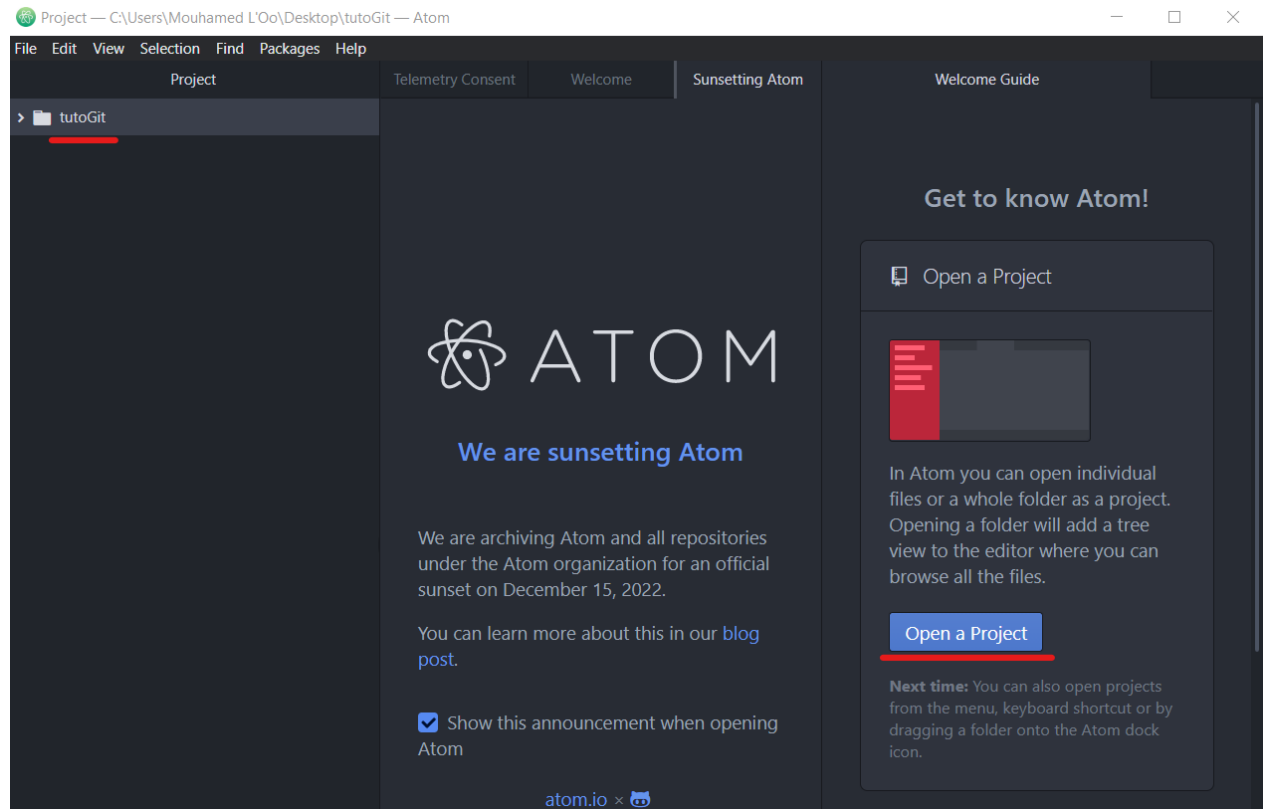 Project — C:\Users\Mouhamed L'Oo\Desktop\tutoGit — Atom
File Edit View Selection Find Packages Help
Project
Telemetry Consent
Welcome
Sunsetting Atom
Welcome Guide
tutoGit
ATOM
We are sunsetting Atom
We are archiving Atom and all repositories
under the Atom organization for an official
sunset on December 15, 2022.
You can learn more about this in our blog
post.
Show this announcement when opening
Atom
atom.io ×
Get to know Atom!
Open a Project
In Atom you can open individual
files or a whole folder as a project.
Opening a folder will add a tree
view to the editor where you can
browse all the files.
Open a Project
Next time: You can also open projects
from the menu, keyboard shortcut or by
dragging a folder onto the Atom dock
icon.